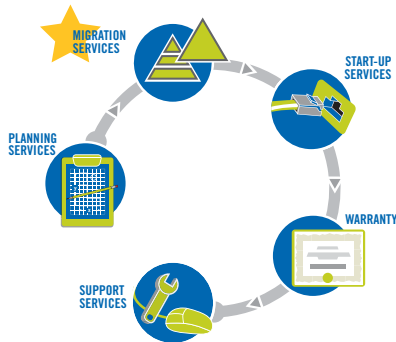 MIGRATION
SERVICES
START-UP
SERVICES
PLANNING
SERVICES
WARRANTY
SUPPORT
SERVICES